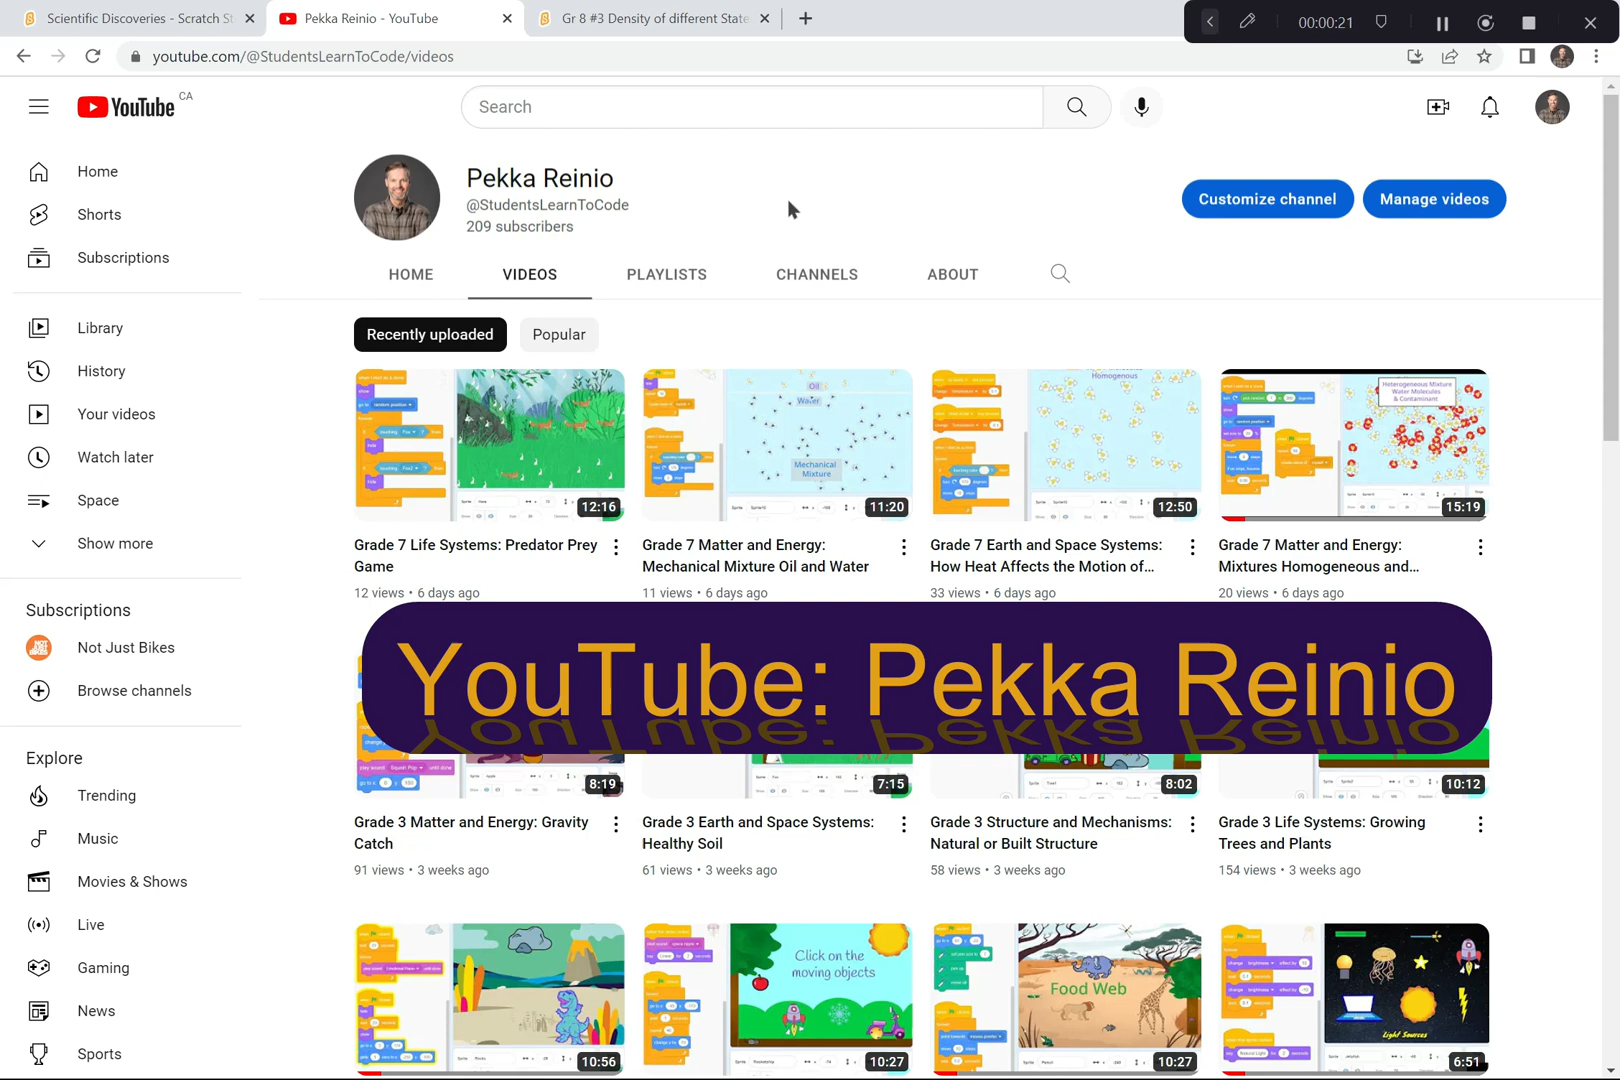 Scientific Discoveries - Scratch St
Pekka Reinio - YouTube
Gr 8 #3 Density of different State
00:00:21
youtube.com/@StudentsLearnToCode/videos
YouTube CA
Search
Home
Shorts
Subscriptions
Library
History
Your videos
Watch later
Space
Show more
Subscriptions
Not Just Bikes
Browse channels
Explore
Trending
Music
Movies & Shows
Live
Gaming
News
Sports
Pekka Reinio
@StudentsLearnToCode
209 subscribers
Customize channel
Manage videos
HOME
VIDEOS
PLAYLISTS
CHANNELS
ABOUT
Recently uploaded
Popular
12:16
Oil
Water
Mechanical
Mixture
11:20
Homogenous
12:50
Heterogeneous Mixture
Water Molecules
& Contaminant
15:19
Grade 7 Life Systems: Predator Prey
Game
12 views • 6 days ago
Grade 7 Matter and Energy:
Mechanical Mixture Oil and Water
11 views • 6 days ago
Grade 7 Earth and Space Systems:
How Heat Affects the Motion of...
33 views • 6 days ago
Grade 7 Matter and Energy:
Mixtures Homogeneous and...
20 views • 6 days ago
YouTube: Pekka Reinio
8:19
7:15
8:02
10:12
Grade 3 Matter and Energy: Gravity
Catch
91 views • 3 weeks ago
Grade 3 Earth and Space Systems:
Healthy Soil
61 views • 3 weeks ago
Grade 3 Structure and Mechanisms:
Natural or Built Structure
58 views • 3 weeks ago
Grade 3 Life Systems: Growing
Trees and Plants
154 views • 3 weeks ago
10:56
Click on the
moving objects
10:27
Food Web
10:27
Light Sources
6:51